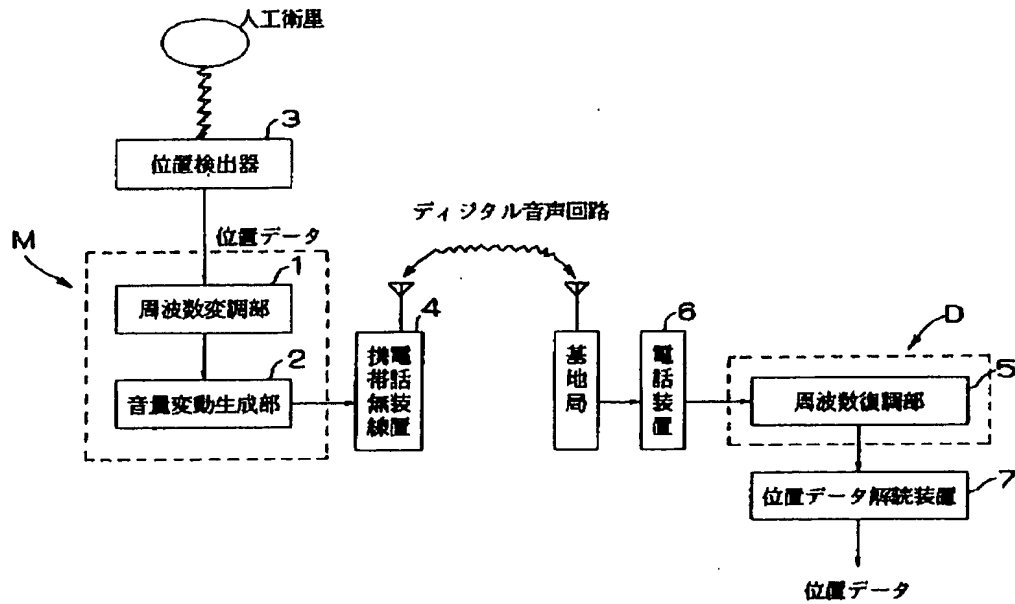 人工衛星
3
位置検出器
ディジタル音声回路
位置データ
M
1
周波数変調部
4
携帯無線
電話装置
基地局
6
電話装置
D
2
音量変動生成部
5
周波数復調部
7
位置データ解読装置
位置データ